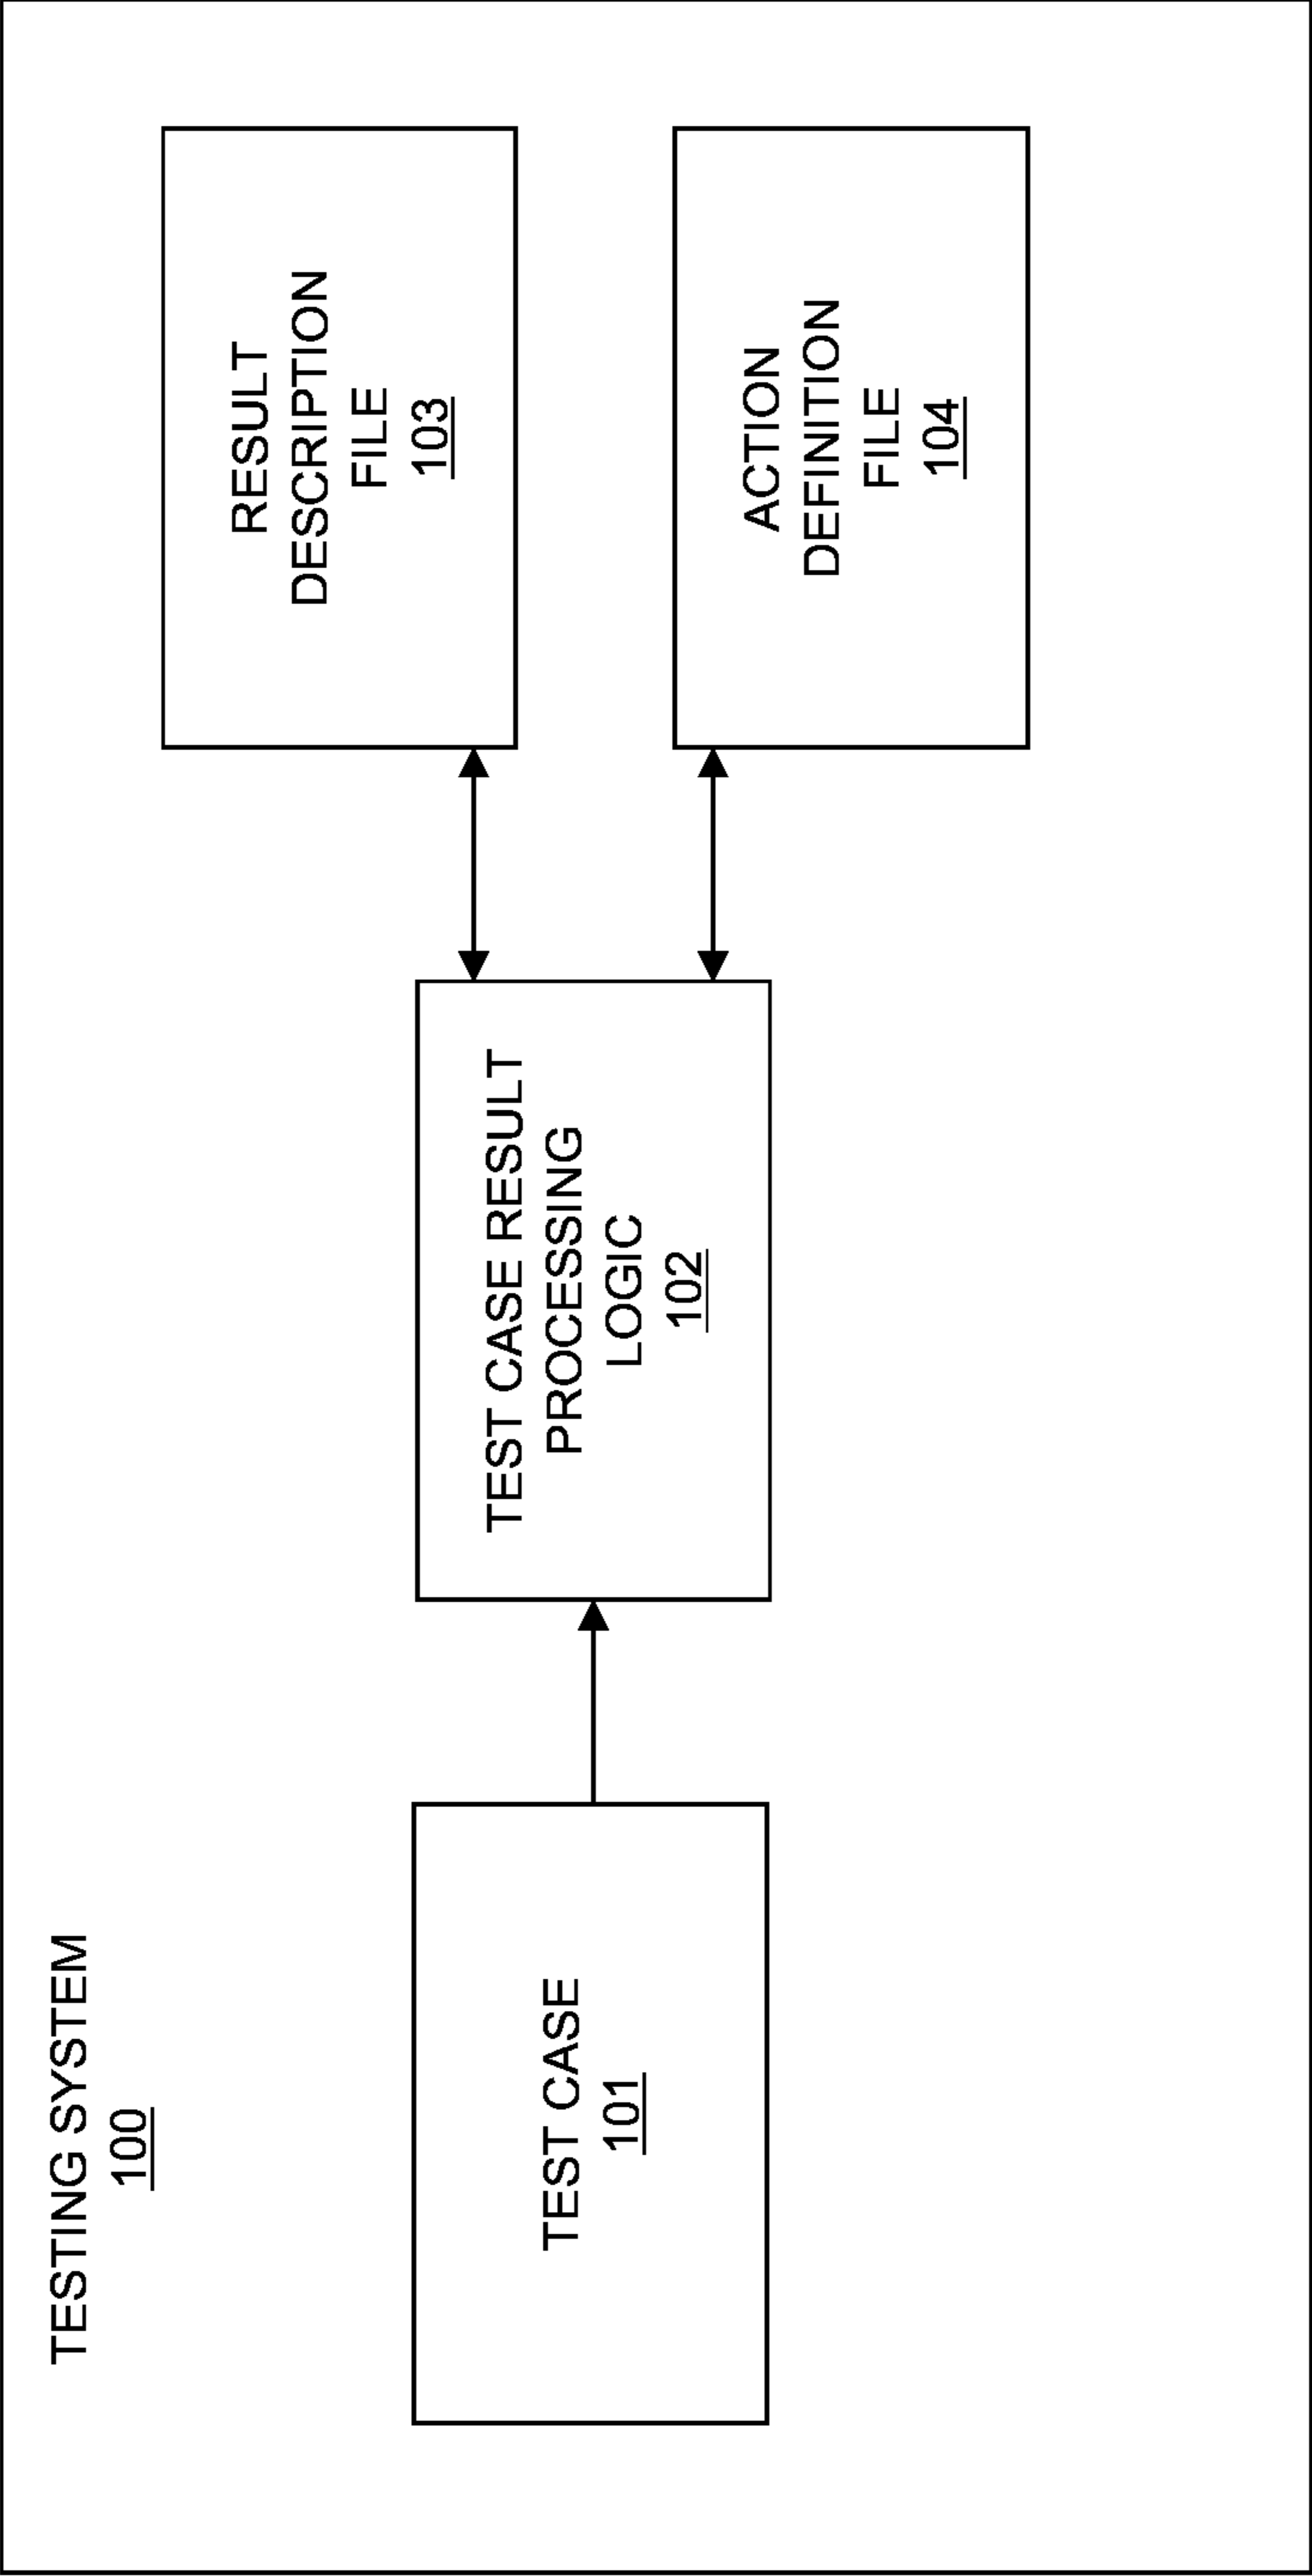 TESTING SYSTEM
100
TEST CASE
101
TEST CASE RESULT
PROCESSING
LOGIC
102
RESULT
DESCRIPTION
FILE
103
ACTION
DEFINITION
FILE
104